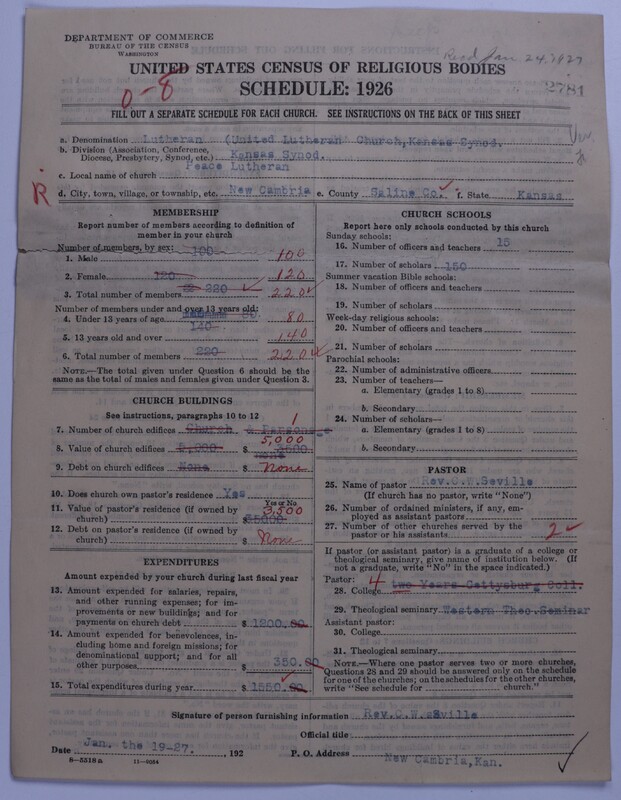 DEPARTMENT OF COMMERCE
BUREAU OF THE CENSUS
WASHINGTON
Jan. 24, 1927
UNITED STATES CENSUS OF RELIGIOUS BODIES
0-8
SCHEDULE: 1926
2781
FILL OUT A SEPARATE SCHEDULE FOR EACH CHURCH. SEE INSTRUCTIONS ON THE BACK OF THIS SHEET
a. Denomination Lutheran (United Lutheran Church, Kansas Synod.
b. Division (Association, Conference,
Diocese, Presbytery, Synod, etc.) Kansas Synod.
c. Local name of church Peace Lutheran
R
d. City, town, village, or township, etc. New Cambria e. County Saline Co. f. State Kansas
MEMBERSHIP
Report number of members according to definition of
member in your church
Number of members, by sex: 100
1. Male 100
2. Female 120 120
3. Total number of members 220 220
Number of members under and over 13 years old:
4. Under 13 years of age 80
140
5. 13 years old and over 140
6. Total number of members 220 220
NOTE.—The total given under Question 6 should be
the same as the total of males and females given under Question 3.
CHURCH BUILDINGS
See instructions, paragraphs 10 to 12 1
7. Number of church edifices Church
5,000
8. Value of church edifices $
9. Debt on church edifices None None
10. Does church own pastor's residence Yes
Yes or No
11. Value of pastor's residence (if owned by
church) $ 3,500
12. Debt on pastor's residence (if owned by
church) $ None
EXPENDITURES
Amount expended by your church during last fiscal year
13. Amount expended for salaries, repairs,
and other running expenses; for im-
provements or new buildings; and for
payments on church debt $ 1200.00
14. Amount expended for benevolences, in-
cluding home and foreign missions; for
denominational support; and for all
other purposes $ 350.00
15. Total expenditures during year $ 1550.00
CHURCH SCHOOLS
Report here only schools conducted by this church
Sunday schools:
16. Number of officers and teachers 15
17. Number of scholars 150
Summer vacation Bible schools:
18. Number of officers and teachers
19. Number of scholars
Week-day religious schools:
20. Number of officers and teachers
21. Number of scholars
Parochial schools:
22. Number of administrative officers
23. Number of teachers—
a. Elementary (grades 1 to 8)
b. Secondary
24. Number of scholars—
a. Elementary (grades 1 to 8)
b. Secondary
PASTOR
25. Name of pastor Rev.O.W.Seville
(If church has no pastor, write "None")
26. Number of ordained ministers, if any, em-
ployed as assistant pastors
27. Number of other churches served by the
pastor or his assistants 2
If pastor (or assistant pastor) is a graduate of a college or
theological seminary, give name of institution below. (If
not a graduate, write "No" in the space indicated.)
Pastor: 4
28. College two Years Gettysburg Coll.
29. Theological seminary Western Theo.Seminar
Assistant pastor:
30. College
31. Theological seminary
NOTE.—Where one pastor serves two or more churches,
Questions 28 and 29 should be answered only on the schedule
for one of the churches; on the schedules for the other churches,
write "See schedule for church."
Signature of person furnishing information Rev.O.W.sEville
Official title
Date Jan. the 19-27. , 192 P. O. Address New Cambria,Kan.
8—5518 a 11—9264